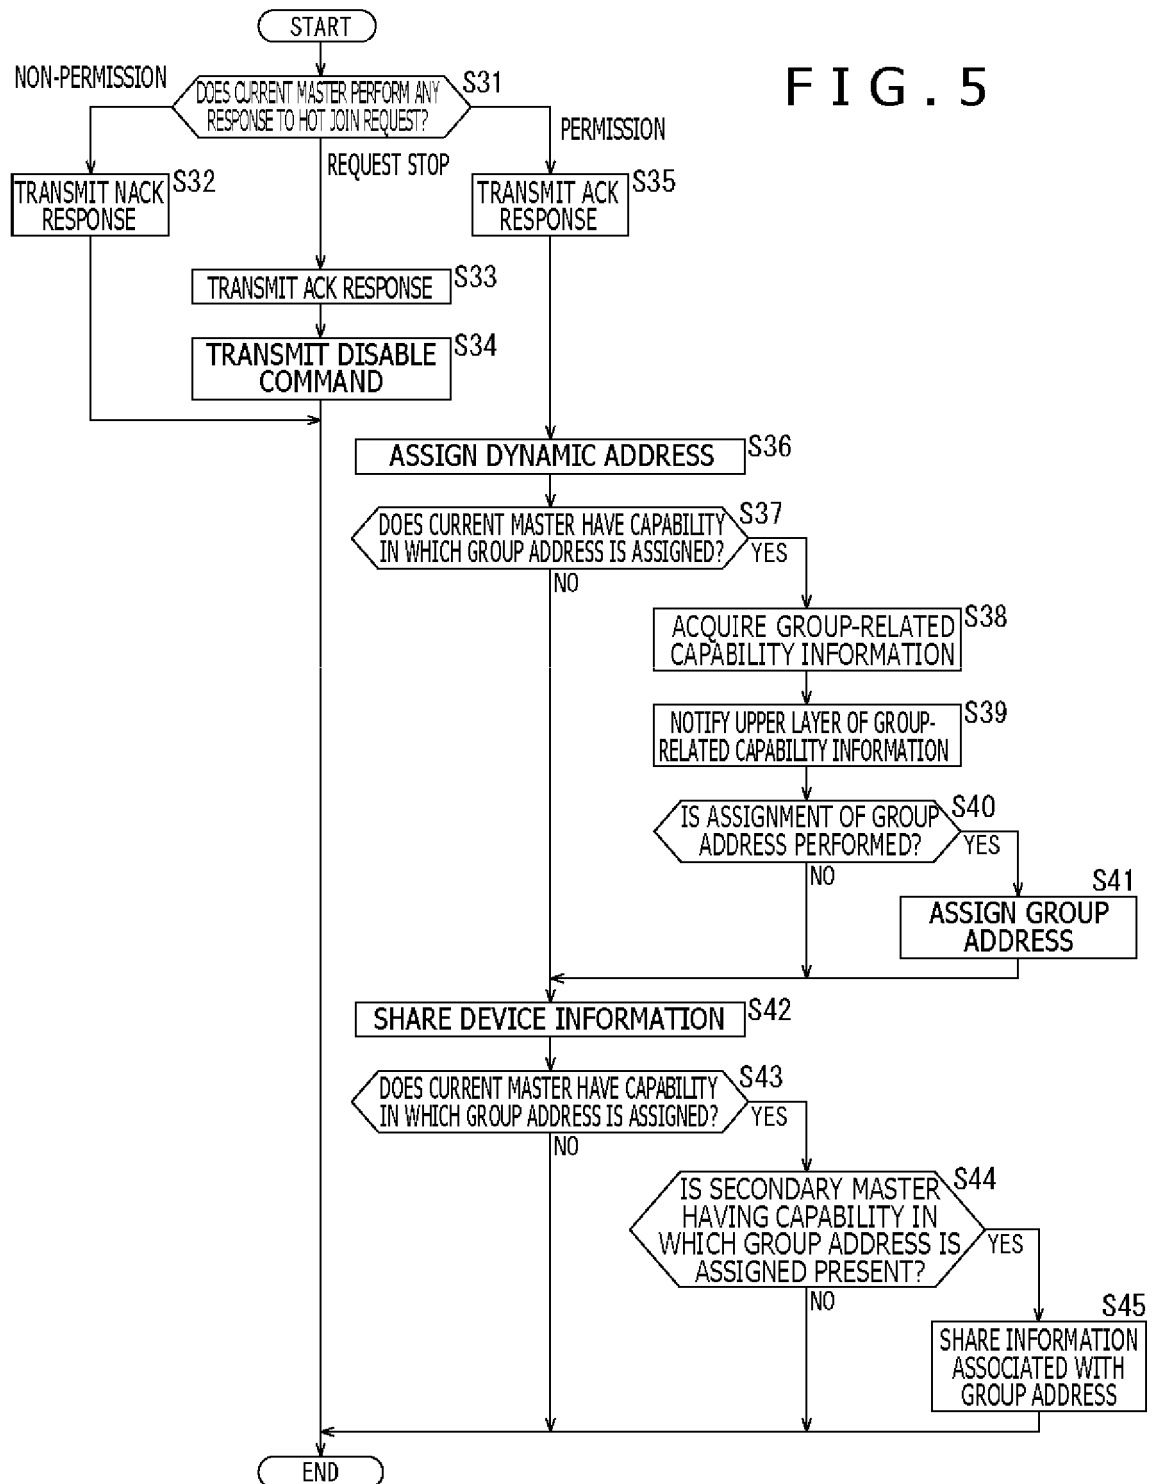 START
FIG.5
NON-PERMISSION
S31
DOES CURRENT MASTER PERFORM ANY
RESPONSE TO HOT JOIN REQUEST?
PERMISSION
REQUEST STOP
S32
TRANSMIT NACK
RESPONSE
S35
TRANSMIT ACK
RESPONSE
S33
TRANSMIT ACK RESPONSE
S34
TRANSMIT DISABLE
COMMAND
S36
ASSIGN DYNAMIC ADDRESS
S37
DOES CURRENT MASTER HAVE CAPABILITY
IN WHICH GROUP ADDRESS IS ASSIGNED?
YES
NO
S38
ACQUIRE GROUP-RELATED
CAPABILITY INFORMATION
S39
NOTIFY UPPER LAYER OF GROUP-
RELATED CAPABILITY INFORMATION
S40
IS ASSIGNMENT OF GROUP
ADDRESS PERFORMED?
YES
NO
S41
ASSIGN GROUP
ADDRESS
S42
SHARE DEVICE INFORMATION
S43
DOES CURRENT MASTER HAVE CAPABILITY
IN WHICH GROUP ADDRESS IS ASSIGNED?
YES
NO
S44
IS SECONDARY MASTER
HAVING CAPABILITY IN
WHICH GROUP ADDRESS IS
ASSIGNED PRESENT?
YES
NO
S45
SHARE INFORMATION
ASSOCIATED WITH
GROUP ADDRESS
END